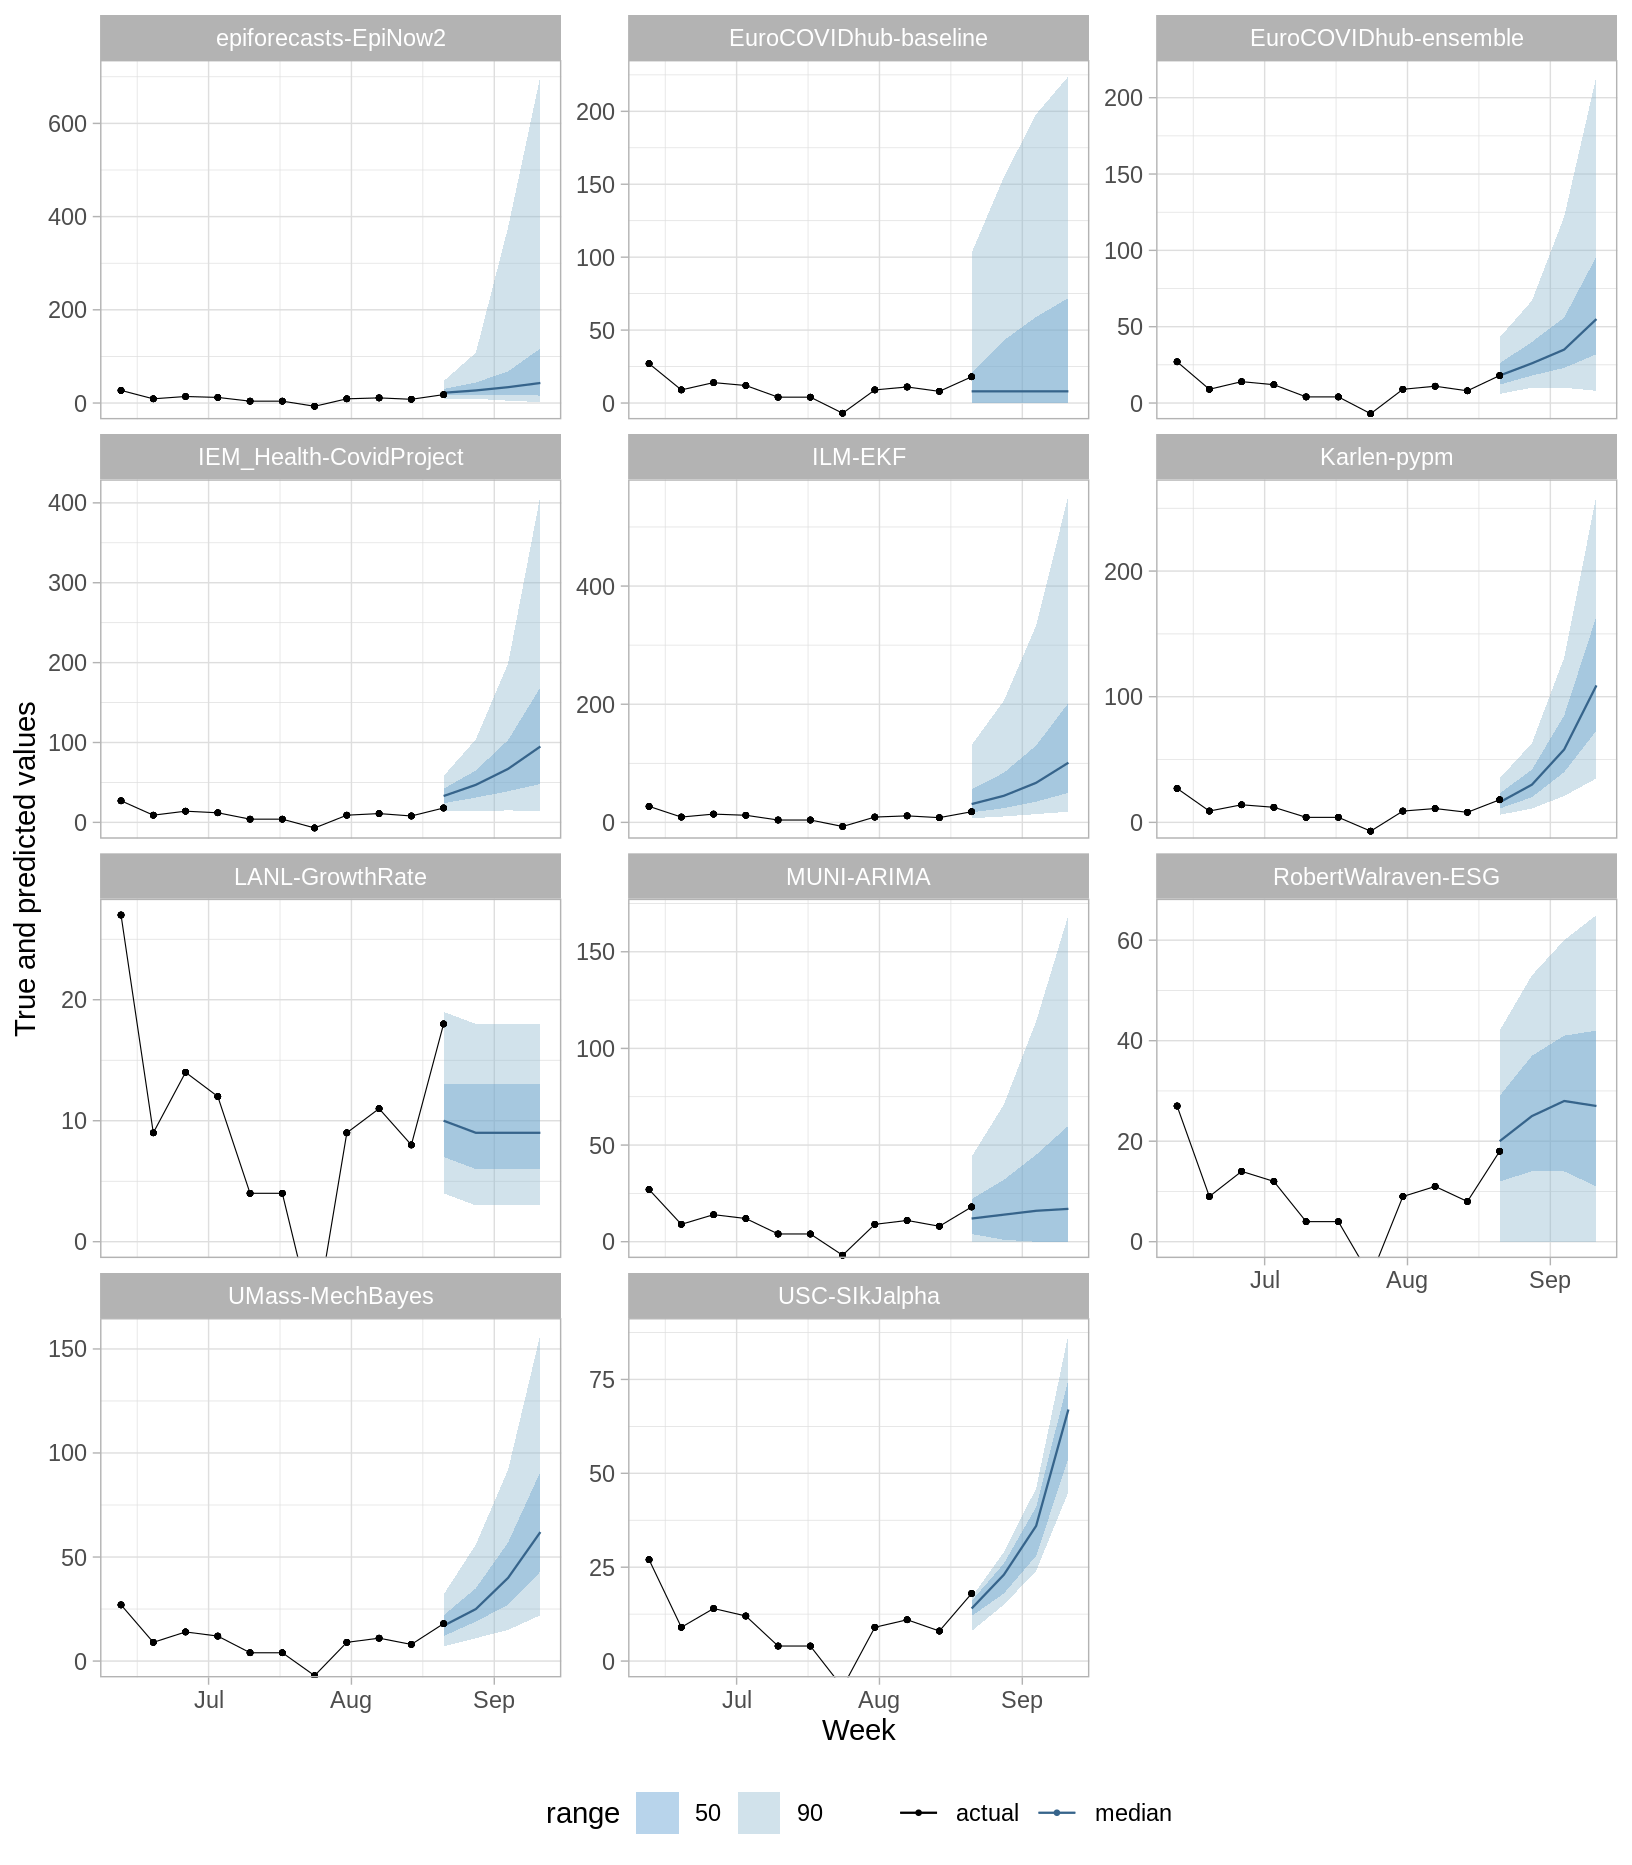 epiforecasts-EpiNow2
EuroCOVIDhub-baseline
EuroCOVIDhub-ensemble
600
400
200
0
200
150
100
50
0
200
150
100
50
0
IEM_Health-CovidProject
ILM-EKF
Karlen-pypm
400
300
200
100
0
400
200
0
200
100
0
True and predicted values
LANL-GrowthRate
MUNI-ARIMA
RobertWalraven-ESG
20
10
0
150
100
50
0
60
40
20
0
Jul Aug Sep
UMass-MechBayes
USC-SIkJalpha
150
100
50
0
75
50
25
0
Jul Aug Sep
Jul Aug Sep
Week
range 50 90 actual median